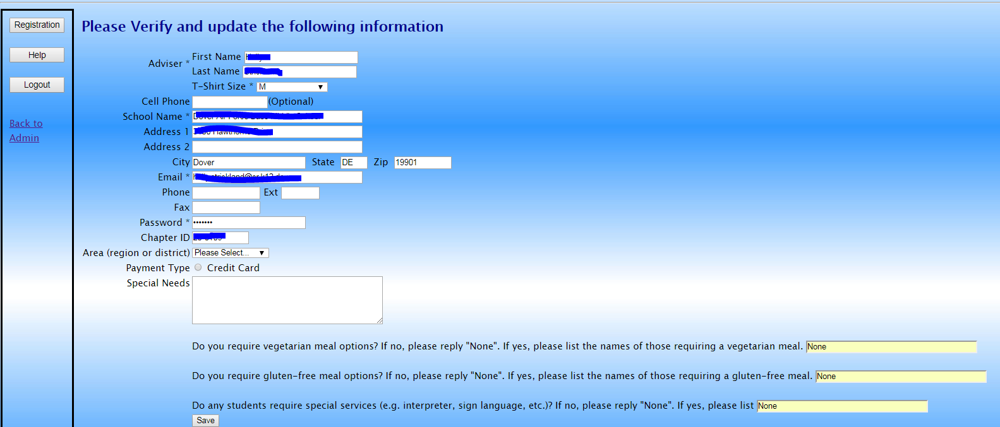 Registration
Help
Logout
Back to
Admin
Please Verify and update the following information
Adviser *
First Name
Last Name
T-Shirt Size * M
Cell Phone (Optional)
School Name *
Address 1
Address 2
City Dover State DE Zip 19901
Email *
Phone Ext
Fax
Password * •••••••
Chapter ID
Area (region or district) Please Select...
Payment Type Credit Card
Special Needs
Do you require vegetarian meal options? If no, please reply "None". If yes, please list the names of those requiring a vegetarian meal. None
Do you require gluten-free meal options? If no, please reply "None". If yes, please list the names of those requiring a gluten-free meal. None
Do any students require special services (e.g. interpreter, sign language, etc.)? If no, please reply "None". If yes, please list None
Save